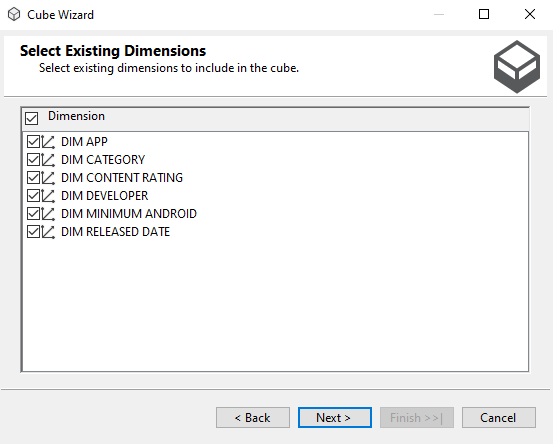 Cube Wizard
Select Existing Dimensions
Select existing dimensions to include in the cube.
Dimension
DIM APP
DIM CATEGORY
DIM CONTENT RATING
DIM DEVELOPER
DIM MINIMUM ANDROID
DIM RELEASED DATE
< Back Next > Finish >>| Cancel